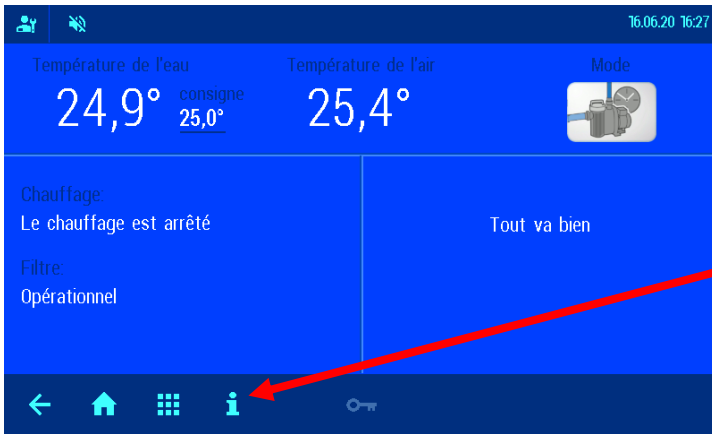 16.06.20 16:27
Température de l'eau
Température de l'air
Mode
24,9°
consigne
25,0°
25,4°
Chauffage:
Le chauffage est arrêté
Tout va bien
Filtre:
Opérationnel